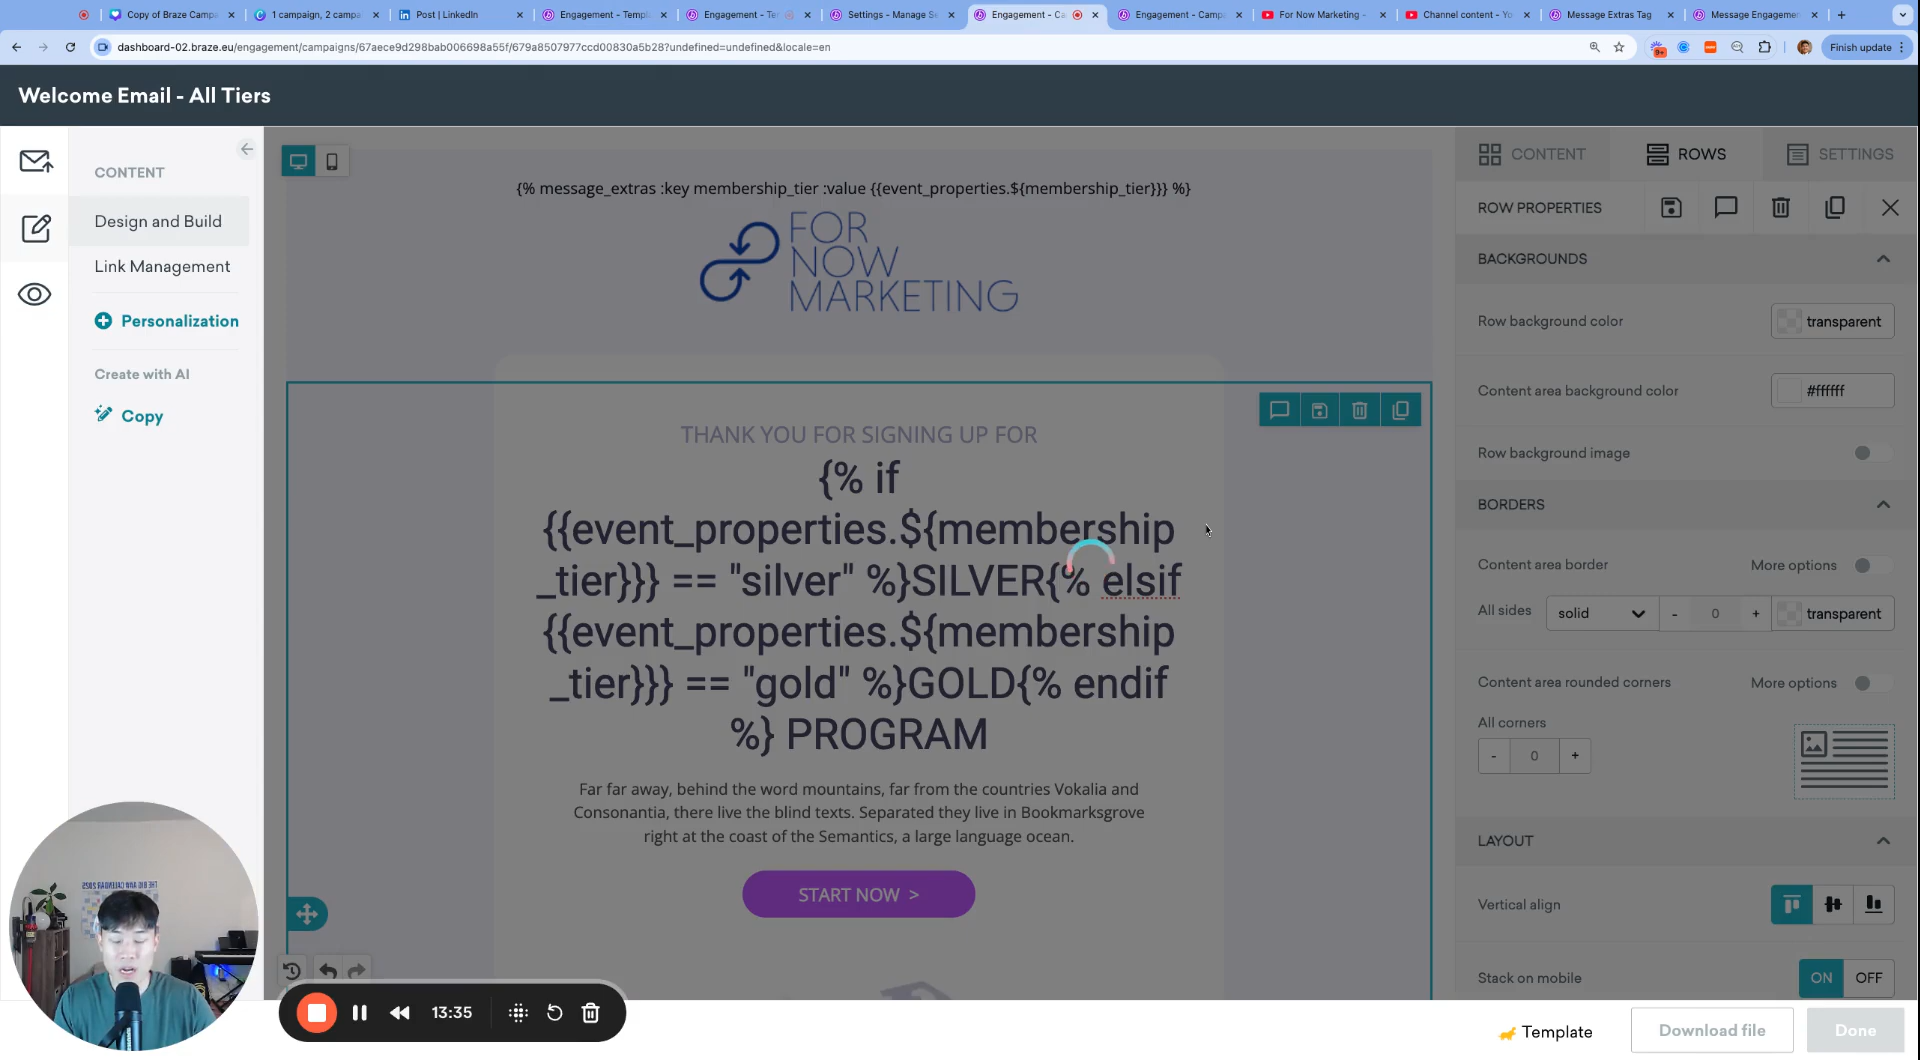 Copy of Braze Campa
1 campaign, 2 campa
Post | LinkedIn
Engagement - Templ
Engagement - Te
Settings - Manage Se
Engagement - Ca
Engagement - Camp
For Now Marketing -
Channel content - Yo
Message Extras Tag
Message Engagemen
dashboard-02.braze.eu/engagement/campaigns/67aece9d298bab006698a55f/679a8507977ccd00830a5b28?undefined=undefined&locale=en
9+
Finish update
Welcome Email - All Tiers
CONTENT
Design and Build
Link Management
Personalization
Create with AI
Copy
{% message_extras :key membership_tier :value {{event_properties.${membership_tier}}} %}
FOR
NOW
MARKETING
THANK YOU FOR SIGNING UP FOR
{% if
{{event_properties.${membership
_tier}}} == "silver" %}SILVER{% elsif
{{event_properties.${membership
_tier}}} == "gold" %}GOLD{% endif
%} PROGRAM
Far far away, behind the word mountains, far from the countries Vokalia and
Consonantia, there live the blind texts. Separated they live in Bookmarksgrove
right at the coast of the Semantics, a large language ocean.
START NOW >
CONTENT
ROWS
SETTINGS
ROW PROPERTIES
BACKGROUNDS
Row background color
transparent
Content area background color
#ffffff
Row background image
BORDERS
Content area border
More options
All sides
solid
- 0 +
transparent
Content area rounded corners
More options
All corners
- 0 +
LAYOUT
Vertical align
Stack on mobile
ON
OFF
13:35
Template
Download file
Done